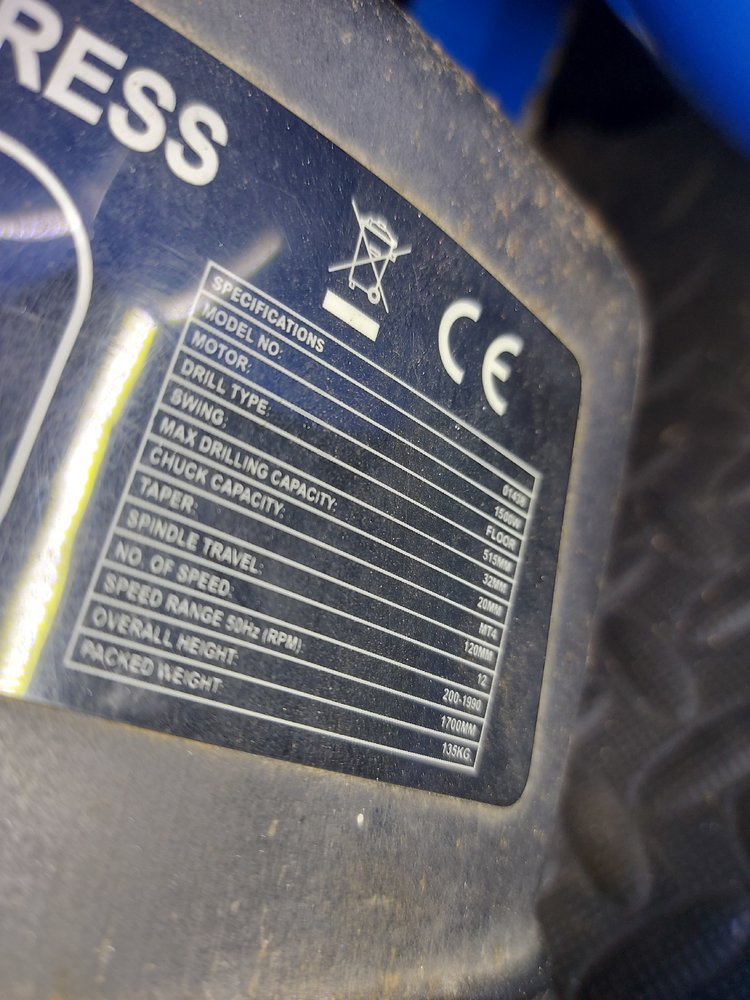 RESS
CE
SPECIFICATIONS
MODEL NO:
MOTOR: 1500W
DRILL TYPE: FLOOR
SWING: 515MM
MAX DRILLING CAPACITY: 32MM
CHUCK CAPACITY: 20MM
TAPER: MT4
SPINDLE TRAVEL: 120MM
NO. OF SPEED: 12
SPEED RANGE 50Hz (RPM): 200-1990
OVERALL HEIGHT: 1700MM
PACKED WEIGHT: 135KG